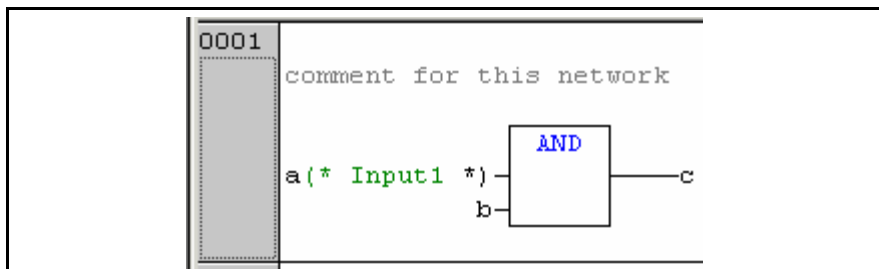 0001
comment for this network
AND
a(* Input1 *)
c
b